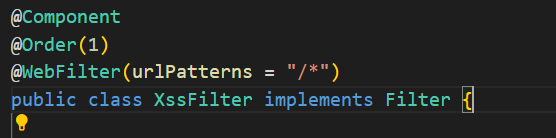 @Component
@Order(1)
@WebFilter(urlPatterns = "/*")
public class XssFilter implements Filter {